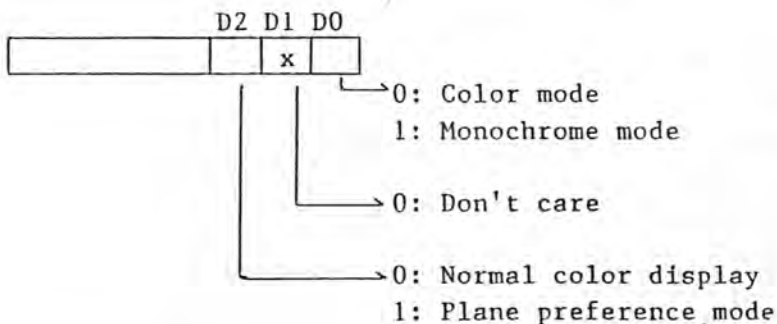 D2 D1 D0
x
0: Color mode
1: Monochrome mode
0: Don't care
0: Normal color display
1: Plane preference mode